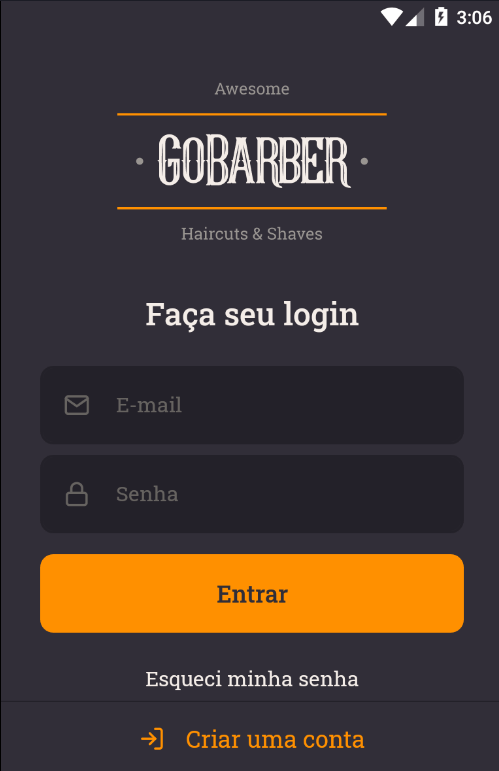 3:06
Awesome
GOBARBER
Haircuts & Shaves
Faça seu login
E-mail
Senha
Entrar
Esqueci minha senha
Criar uma conta